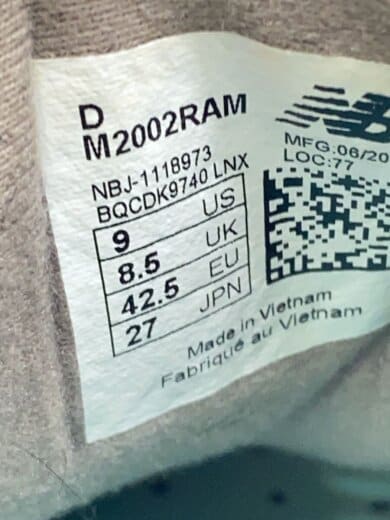 D
M2002RAM
NBJ-1118973
BQCDK9740 LNX
9 US
8.5 UK
42.5 EU
27 JPN
MFG:06/20
LOC:77
Made in Vietnam
Fabriqué au Vietnam